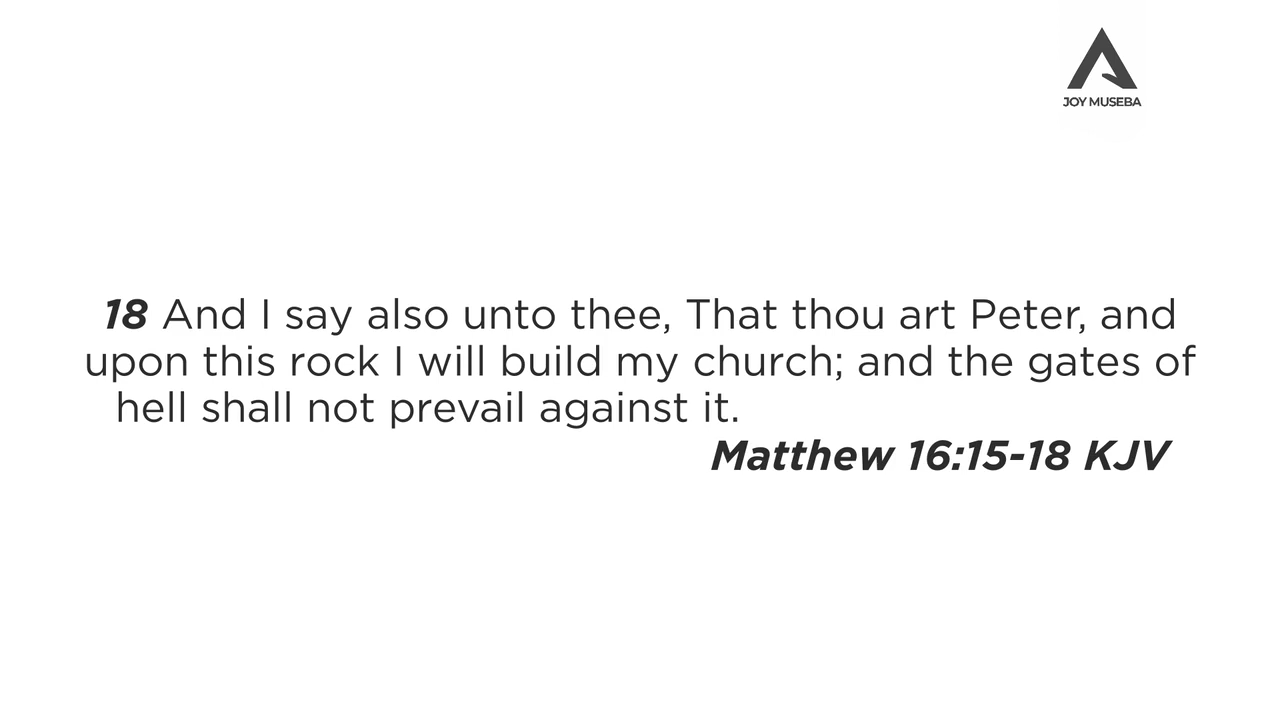 JOY MUSEBA
18 And I say also unto thee, That thou art Peter, and
upon this rock I will build my church; and the gates of
hell shall not prevail against it.
Matthew 16:15-18 KJV